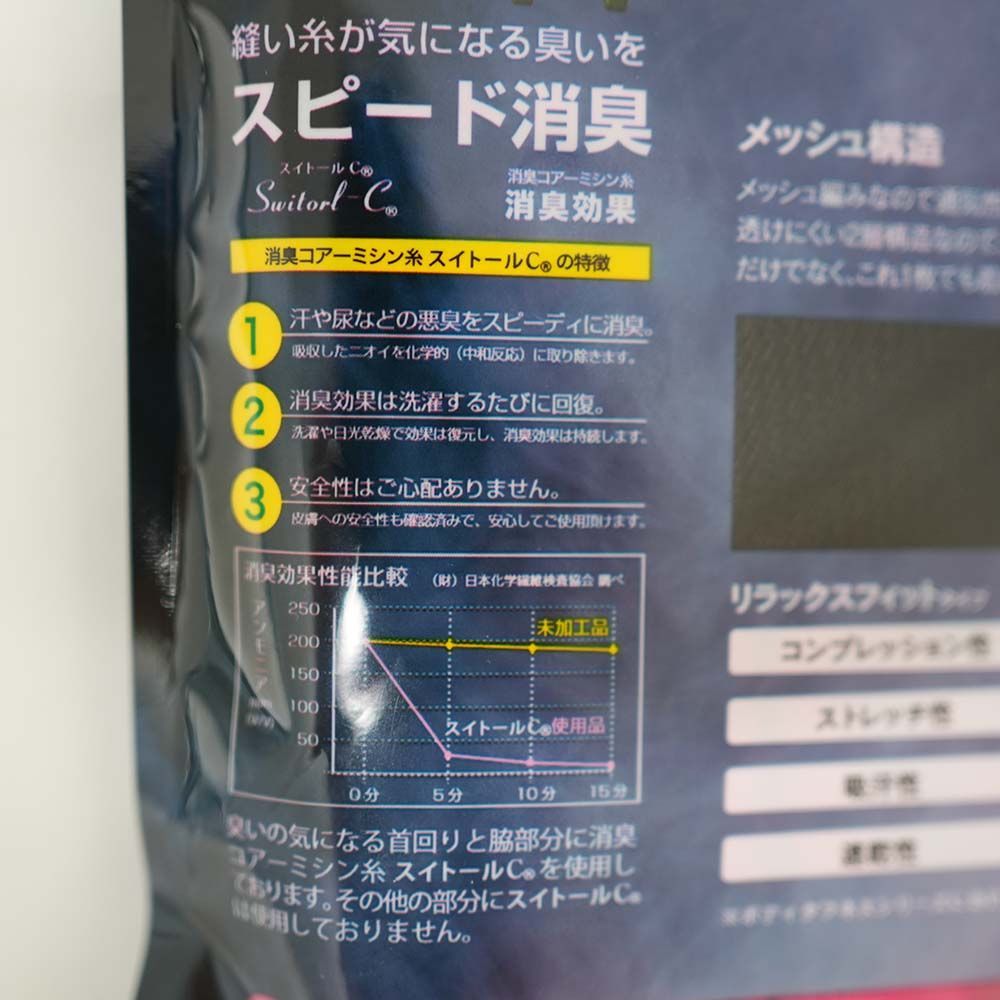 縫い糸が気になる臭いを
スピード消臭
スイトールC®
Switorl-C®
消臭コアーミシン糸
消臭効果
消臭コアーミシン糸 スイトールC® の特徴
1 汗や尿などの悪臭をスピーディに消臭。
吸収したニオイを化学的（中和反応）に取り除きます。
2 消臭効果は洗濯するたびに回復。
洗濯や日光乾燥で効果は復元し、消臭効果は持続します。
3 安全性はご心配ありません。
皮膚への安全性も確認済みで、安心してご使用頂けます。
消臭効果性能比較 （財）日本化学繊維検査協会 調べ
アンモニア
250
200
150
100
50
未加工品
スイトールC®使用品
0分 5分 10分 15分
臭いの気になる首回りと脇部分に消臭
コアーミシン糸 スイトールC® を使用し
ております。その他の部分にスイトールC®
は使用しておりません。
メッシュ構造
メッシュ編みなので通気性
透けにくい2層構造なので
だけでなく、これ1枚でも
リラックスフィット
コンプレッション性
ストレッチ性
吸汗性
速乾性